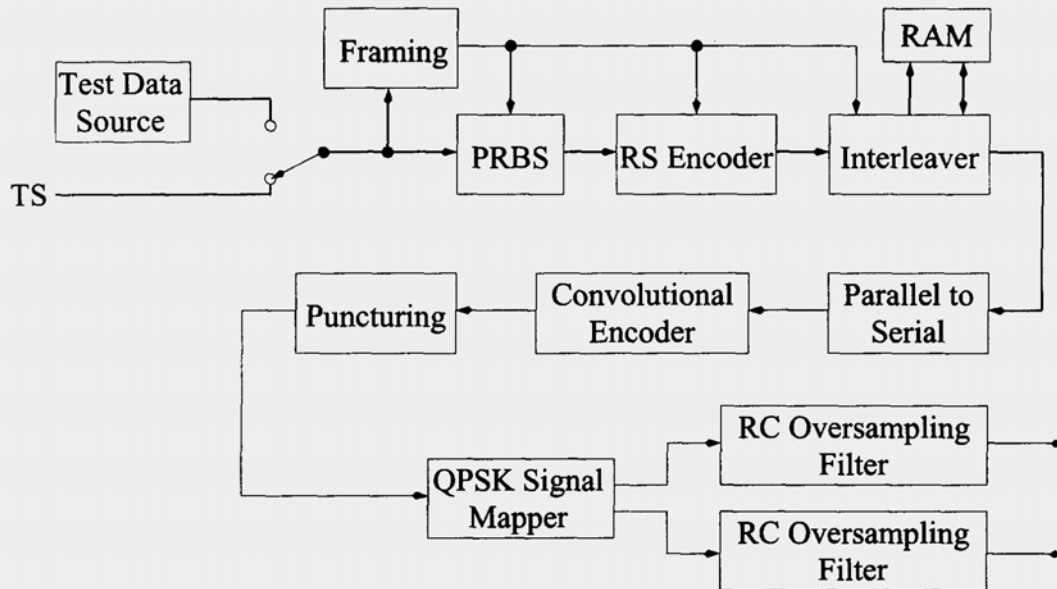 Framing
RAM
Test Data
Source
PRBS
RS Encoder
Interleaver
TS
Puncturing
Convolutional
Encoder
Parallel to
Serial
RC Oversampling
Filter
QPSK Signal
Mapper
RC Oversampling
Filter